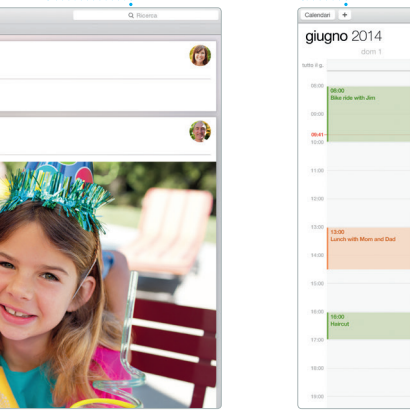 Ricerca
Calendari +
giugno 2014
dom 1
tutto il g.
08:00
08:00
Bike ride with Jim
09:00
09:41
10:00
11:00
12:00
13:00
13:00
Lunch with Mom and Dad
14:00
15:00
16:00
16:00
Haircut
17:00
18:00
19:00